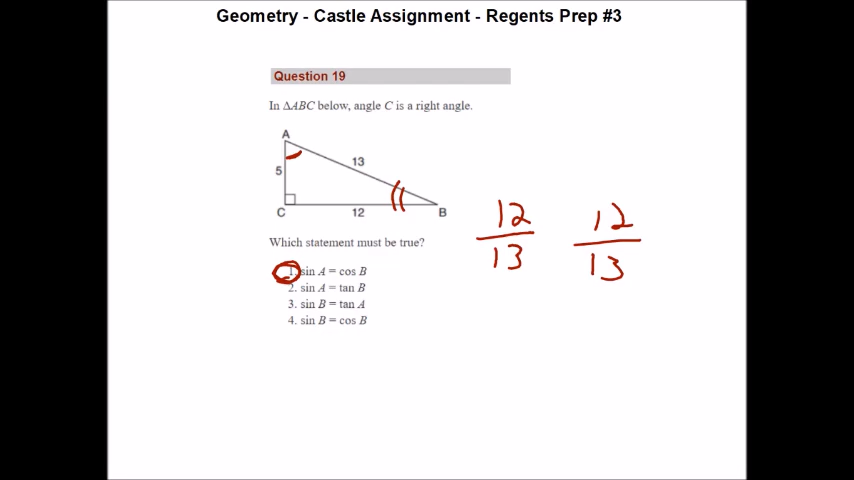 Geometry - Castle Assignment - Regents Prep #3
Question 19
In ΔABC below, angle C is a right angle.
A
13
5
C
12
B
12
12
13
13
Which statement must be true?
1. sin A = cos B
2. sin A = tan B
3. sin B = tan A
4. sin B = cos B